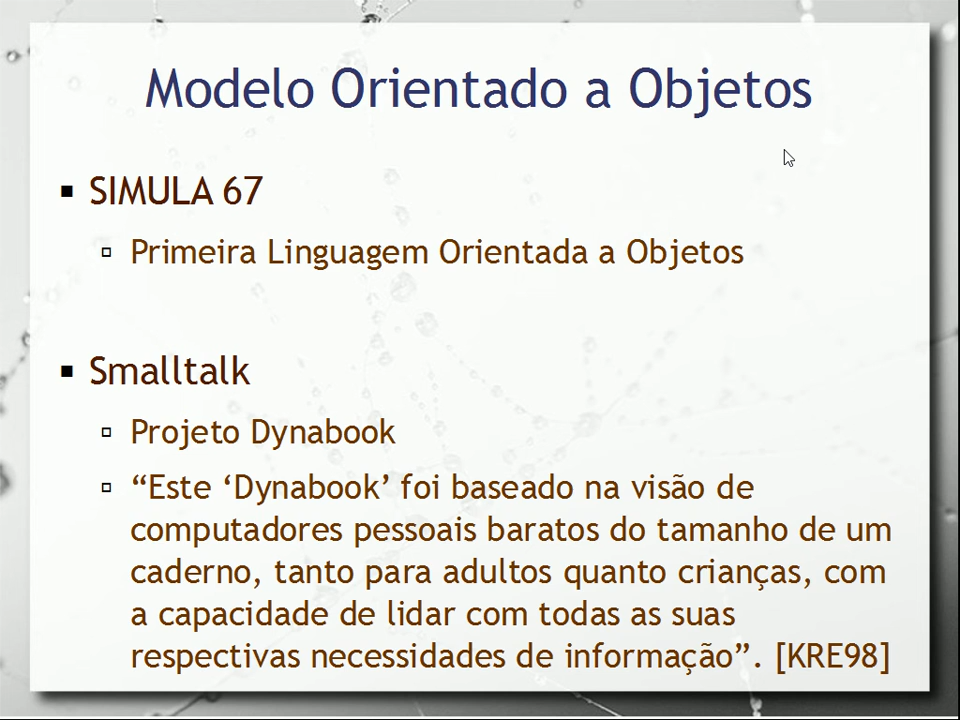 Modelo Orientado a Objetos
SIMULA 67
Primeira Linguagem Orientada a Objetos
Smalltalk
Projeto Dynabook
“Este ‘Dynabook’ foi baseado na visão de
computadores pessoais baratos do tamanho de um
caderno, tanto para adultos quanto crianças, com
a capacidade de lidar com todas as suas
respectivas necessidades de informação”. [KRE98]